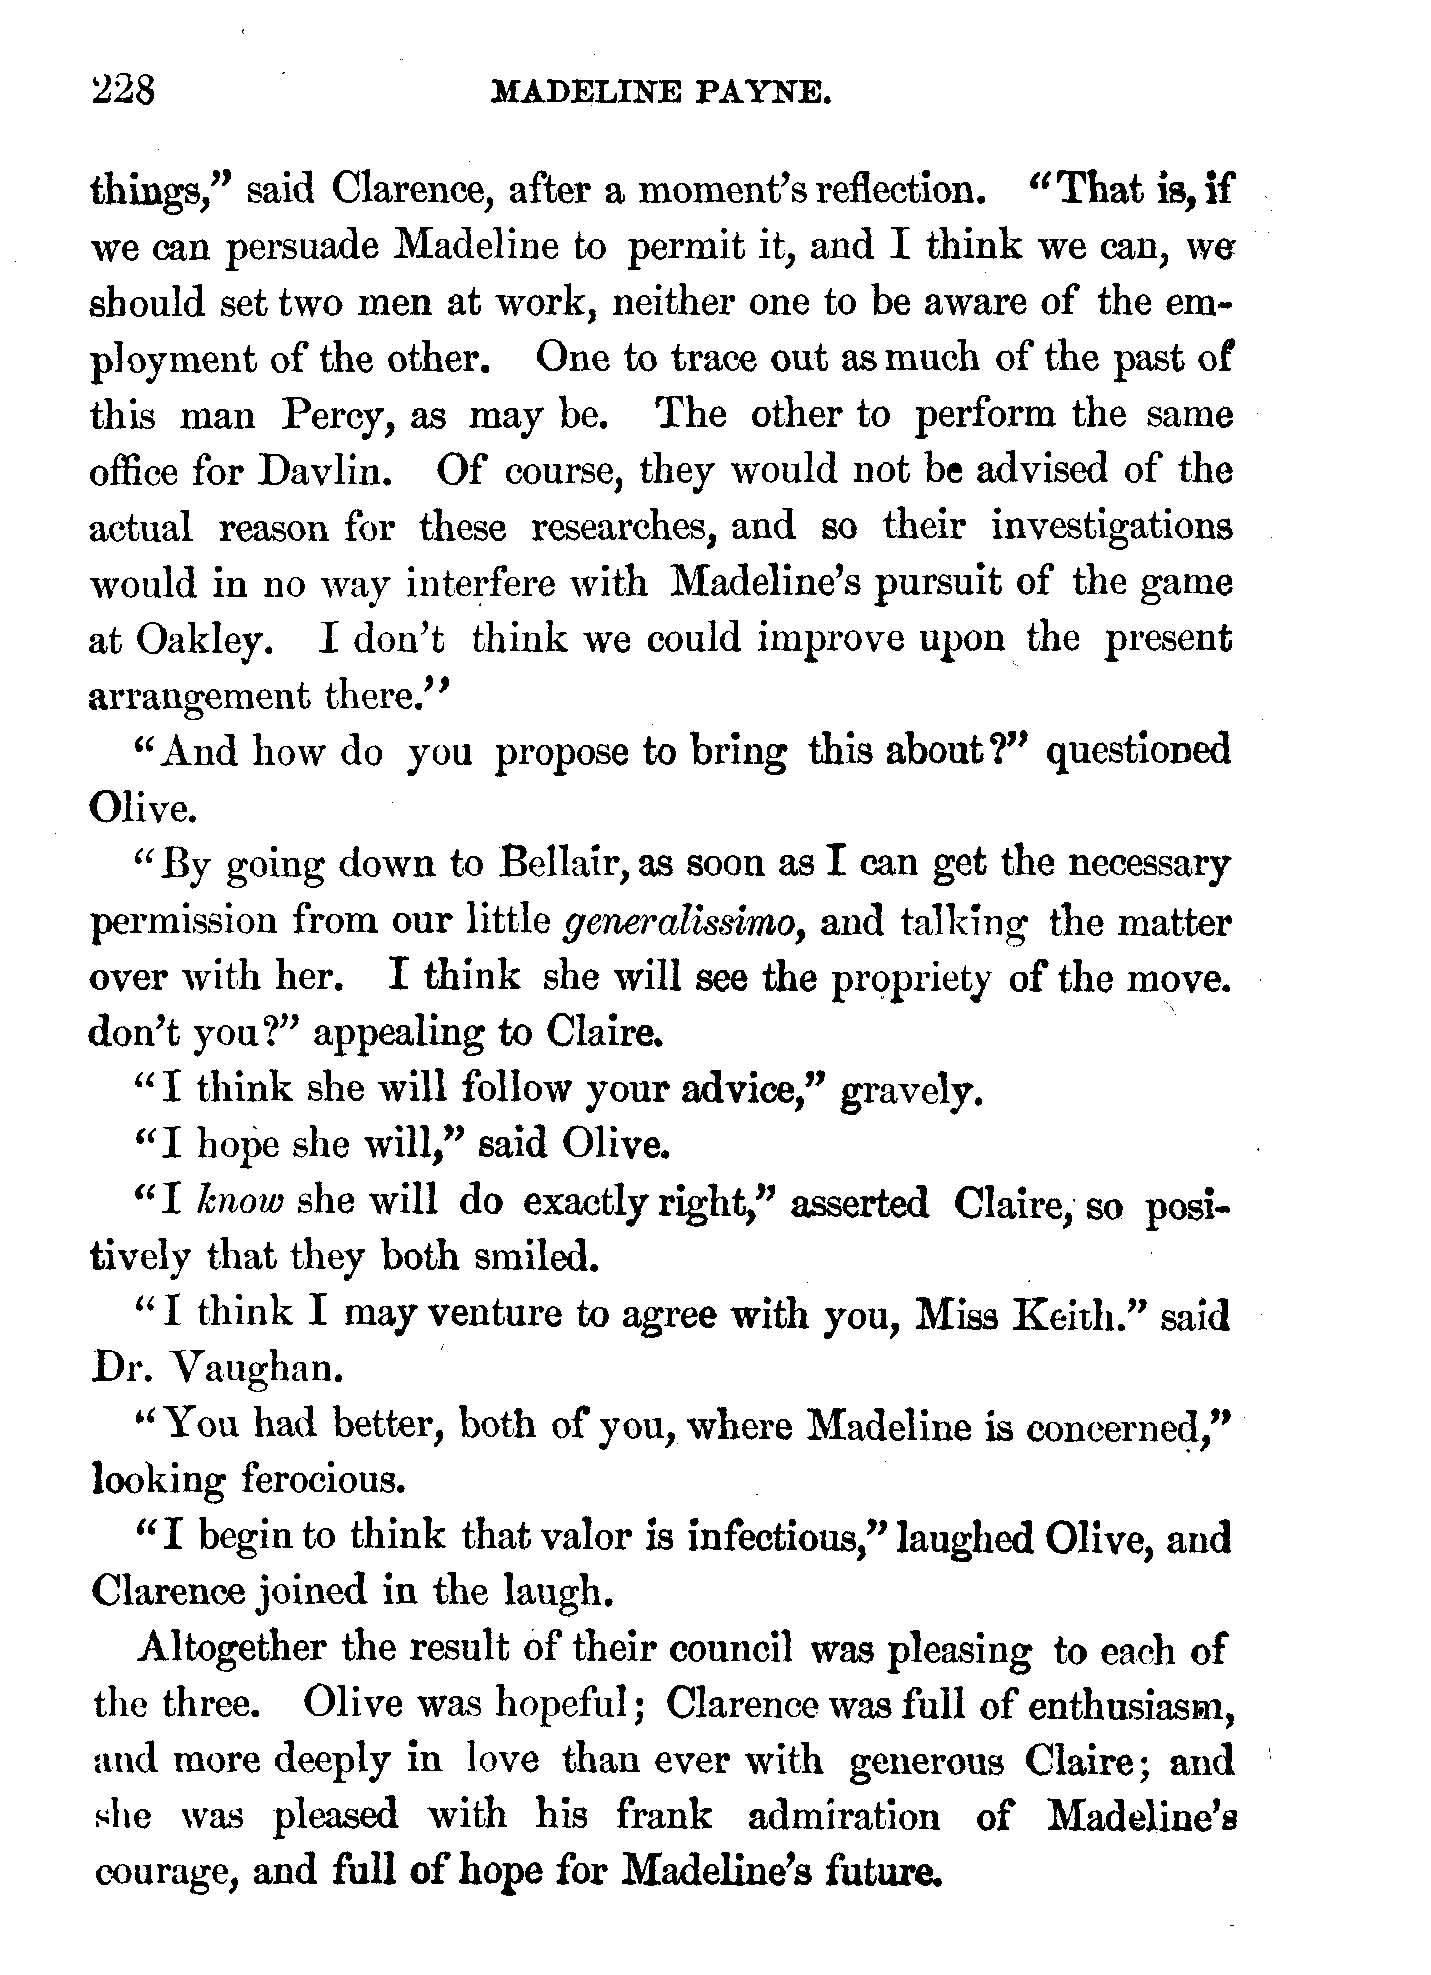 228 MADELINE PAYNE.
things,” said Clarence, after a moment's reflection. “That is, if
we can persuade Madeline to permit it, and I think we can, we
should set two men at work, neither one to be aware of the em-
ployment of the other. One to trace out as much of the past of
this man Percy, as may be. The other to perform the same
office for Davlin. Of course, they would not be advised of the
actual reason for these researches, and so their investigations
would in no way interfere with Madeline's pursuit of the game
at Oakley. I don't think we could improve upon the present
arrangement there.”
“And how do you propose to bring this about?” questioned
Olive.
“By going down to Bellair, as soon as I can get the necessary
permission from our little generalissimo, and talking the matter
over with her. I think she will see the propriety of the move.
don't you?” appealing to Claire.
“I think she will follow your advice,” gravely.
“I hope she will,” said Olive.
“I know she will do exactly right,” asserted Claire, so posi-
tively that they both smiled.
“I think I may venture to agree with you, Miss Keith.” said
Dr. Vaughan.
“You had better, both of you, where Madeline is concerned,”
looking ferocious.
“I begin to think that valor is infectious,” laughed Olive, and
Clarence joined in the laugh.
Altogether the result of their council was pleasing to each of
the three. Olive was hopeful; Clarence was full of enthusiasm,
and more deeply in love than ever with generous Claire; and
she was pleased with his frank admiration of Madeline's
courage, and full of hope for Madeline's future.